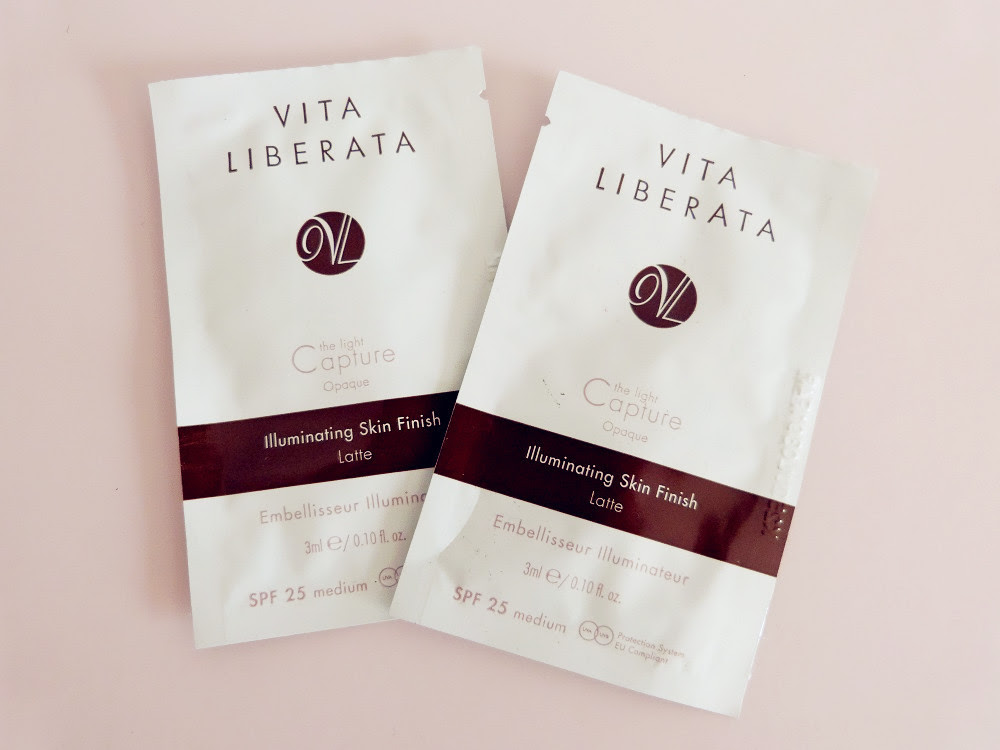 VITA
LIBERATA
VL
the light
Capture
Opaque
Illuminating Skin Finish
Latte
Embellisseur
3ml ℮/0.10 fl. oz.
SPF 25 medium
VITA
LIBERATA
VL
the light
Capture
Opaque
Illuminating Skin Finish
Latte
Embellisseur Illuminateur
3ml ℮/0.10 fl. oz.
SPF 25 medium
UVA UVB
Protection System
EU Compliant